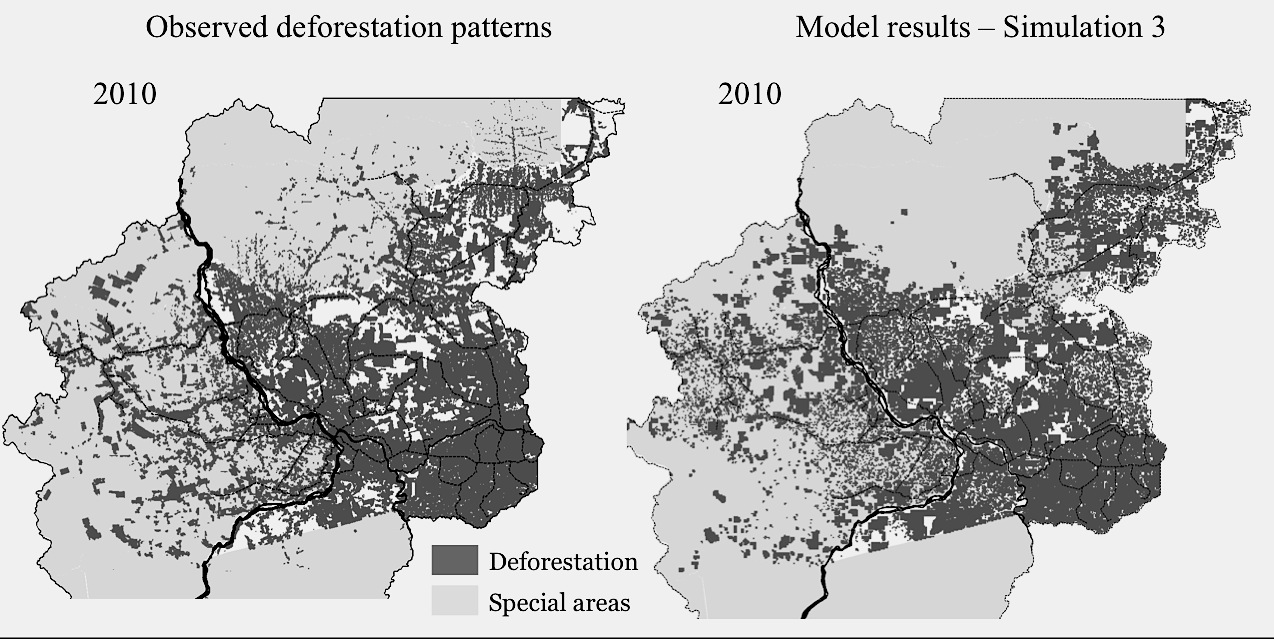 Observed deforestation patterns
Model results – Simulation 3
2010
2010
Deforestation
Special areas